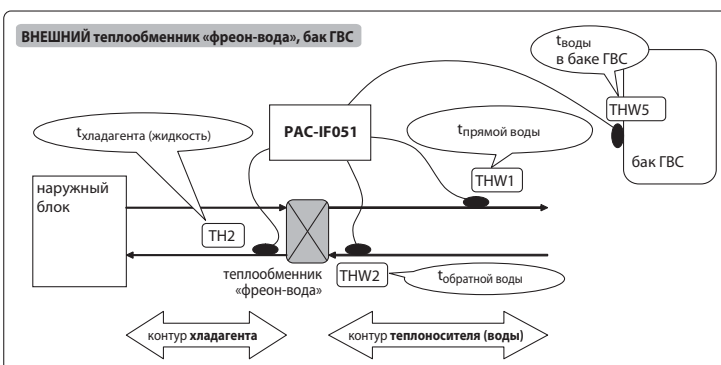 ВНЕШНИЙ теплообменник «фреон-вода», бак ГВС
tводы
в баке ГВС
THW5
бак ГВС
PAC-IF051
tхладагента (жидкость)
tпрямой воды
THW1
наружный
блок
TH2
теплообменник
«фреон-вода»
THW2
tобратной воды
контур хладагента
контур теплоносителя (воды)